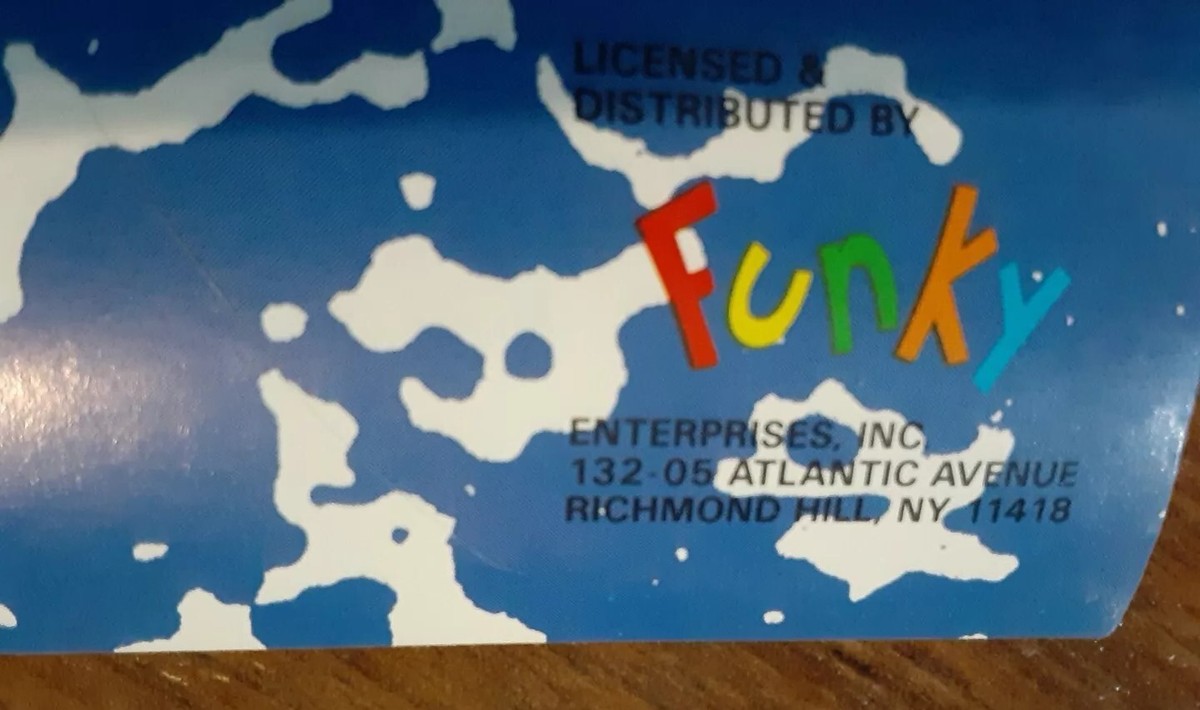 LICENSED &
DISTRIBUTED BY
Funky
ENTERPRISES, INC.
132-05 ATLANTIC AVENUE
RICHMOND HILL, NY 11418